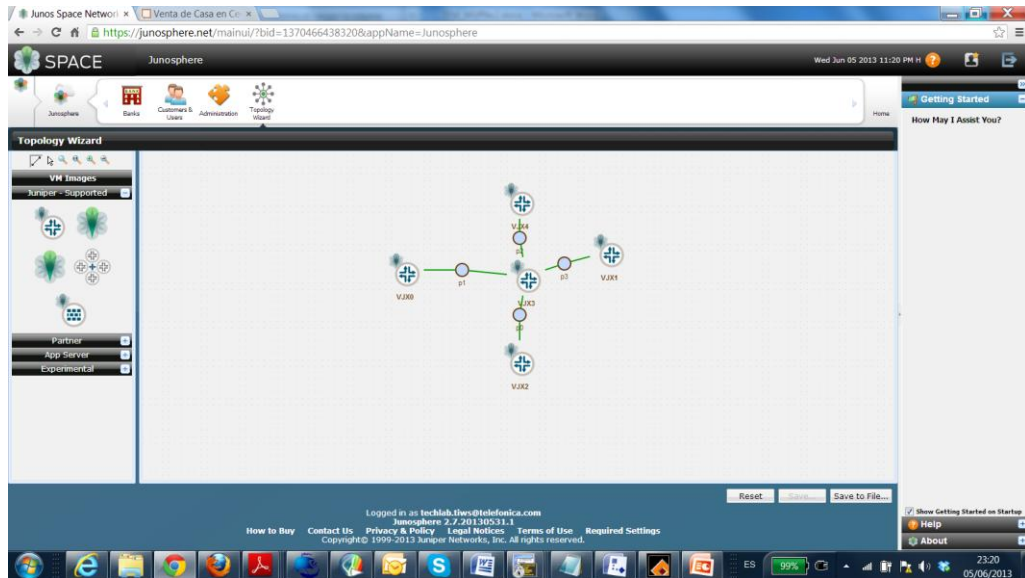 Junos Space Networ
Venta de Casa en Ce
https://junosphere.net/mainui/?bid=1370466438320&appName=Junosphere
SPACE
Junosphere
Wed Jun 05 2013 11:20 PM H
Junosphere
Banks
Customers & Users
Administration
Topology Wizard
Home
Getting Started
How May I Assist You?
Topology Wizard
VM Images
Juniper - Supported
Partner
App Server
Experimental
VJX4
VJX0
p1
VJX3
p3
VJX1
VJX2
Reset
Save...
Save to File...
Logged in as techlab.tiws@telefonica.com
Junosphere 2.7.20130531.1
How to Buy Contact Us Privacy & Policy Legal Notices Terms of Use Required Settings
Copyright© 1999-2013 Juniper Networks, Inc. All rights reserved.
Show Getting Started on Startup
Help
About
ES
99%
23:20
05/06/2013